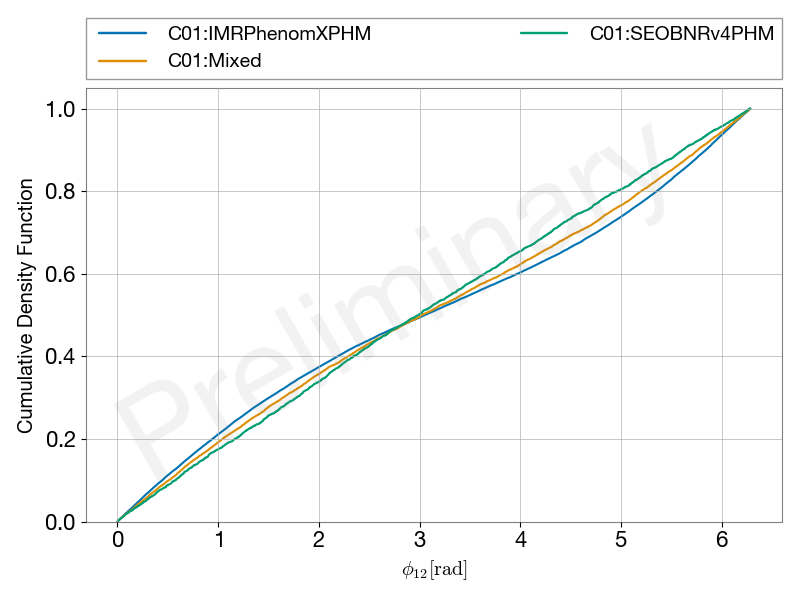 C01:IMRPhenomXPHM
C01:Mixed
C01:SEOBNRv4PHM
Cumulative Density Function
1.0
0.8
0.6
0.4
0.2
0.0
Preliminary
0 1 2 3 4 5 6
ϕ₁₂[rad]